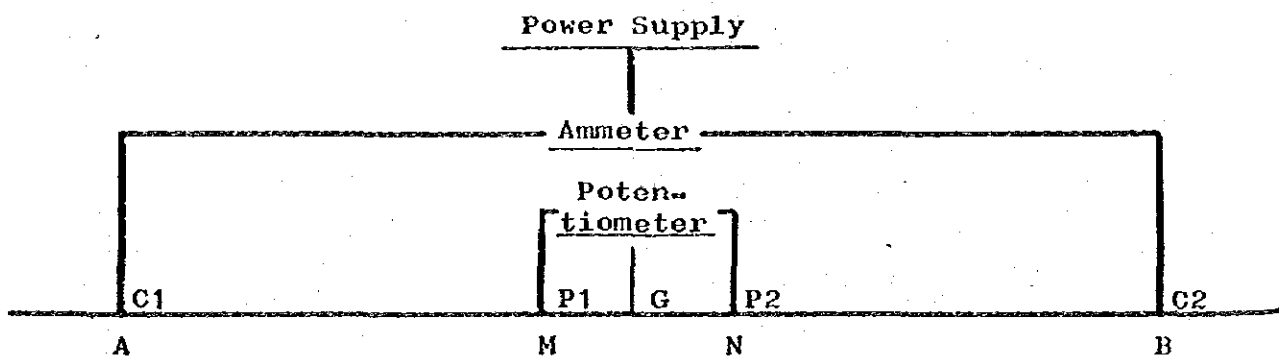 Power Supply
Ammeter
Poten-
tiometer
C1 P1 G P2 C2
A M N B